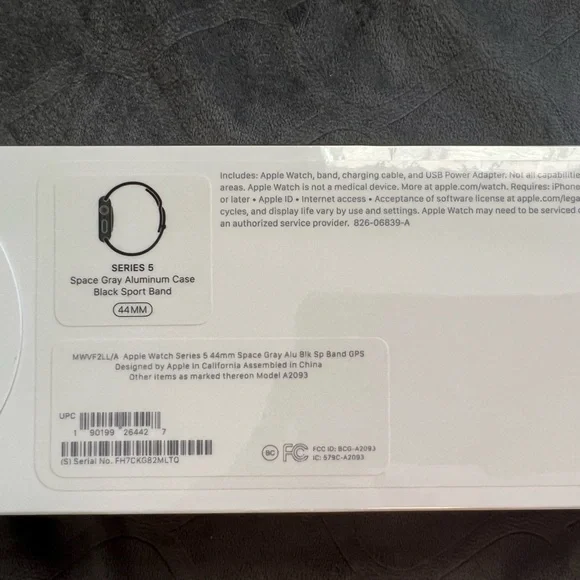 Includes: Apple Watch, band, charging cable, and USB Power Adapter. Not all capabilitie
areas. Apple Watch is not a medical device. More at apple.com/watch. Requires: iPhone
or later • Apple ID • Internet access • Acceptance of software license at apple.com/lega
cycles, and display life vary by use and settings. Apple Watch may need to be serviced
an authorized service provider. 826-06839-A
SERIES 5
Space Gray Aluminum Case
Black Sport Band
44MM
MWVF2LL/A Apple Watch Series 5 44mm Space Gray Alu Blk Sp Band GPS
Designed by Apple in California Assembled in China
Other items as marked thereon Model A2093
UPC
1 90199 26442 7
(S) Serial No. FH7CKG82MLTQ
BC FC FCC ID: BCG-A2093
IC: 579C-A2093